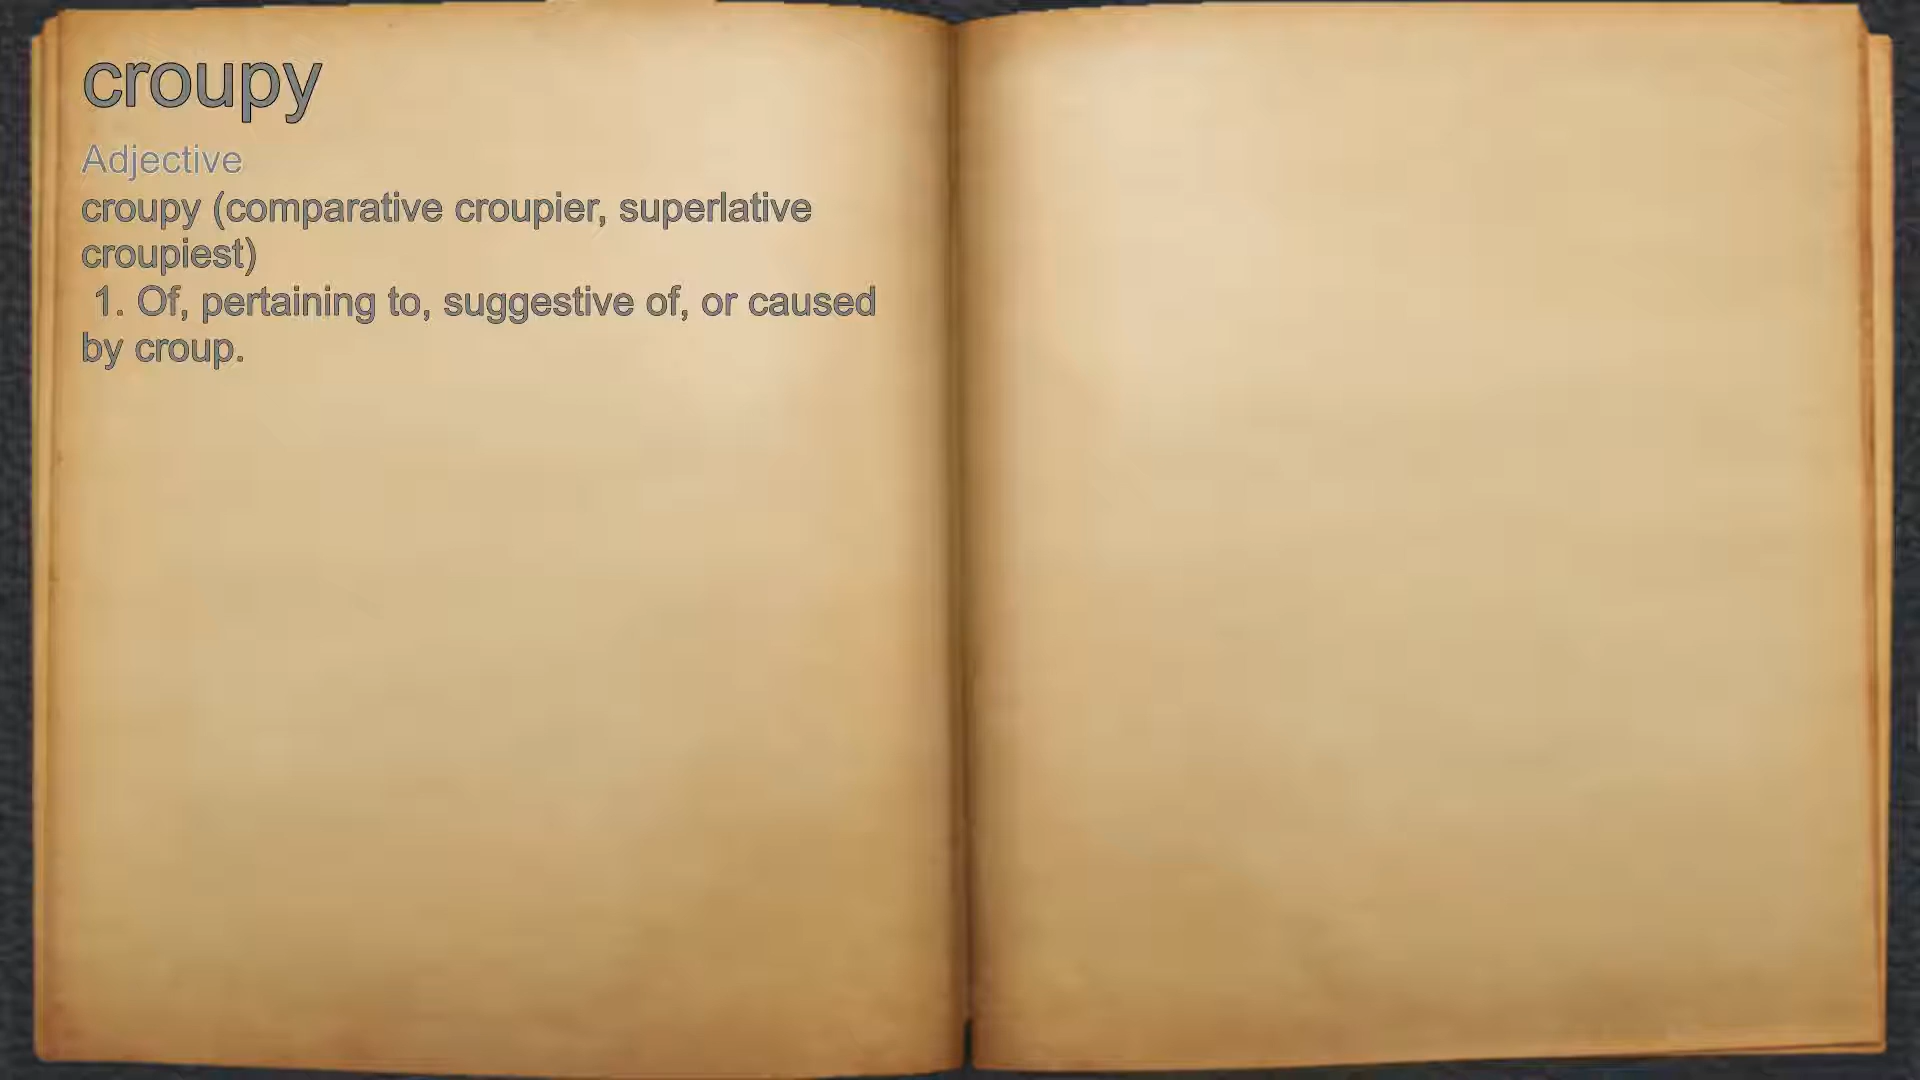 croupy
Adjective
croupy (comparative croupier, superlative
croupiest)
1. Of, pertaining to, suggestive of, or caused
by croup.